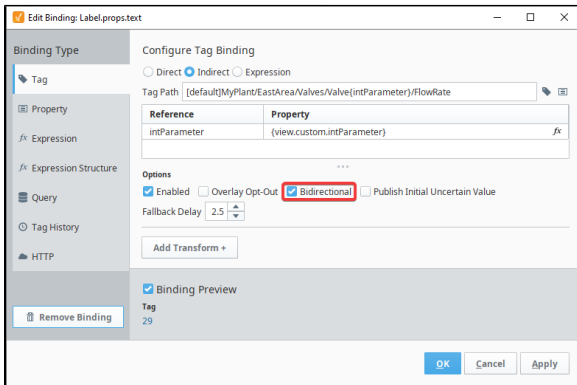 Edit Binding: Label.props.text
Binding Type
Tag
Property
fx Expression
fx Expression Structure
Query
Tag History
HTTP
Remove Binding
Configure Tag Binding
Direct Indirect Expression
Tag Path [default]MyPlant/EastArea/Valves/Valve{intParameter}/FlowRate
Reference Property
intParameter {view.custom.intParameter} fx
Options
Enabled Overlay Opt-Out Bidirectional Publish Initial Uncertain Value
Fallback Delay 2.5
Add Transform +
Binding Preview
Tag
29
OK Cancel Apply